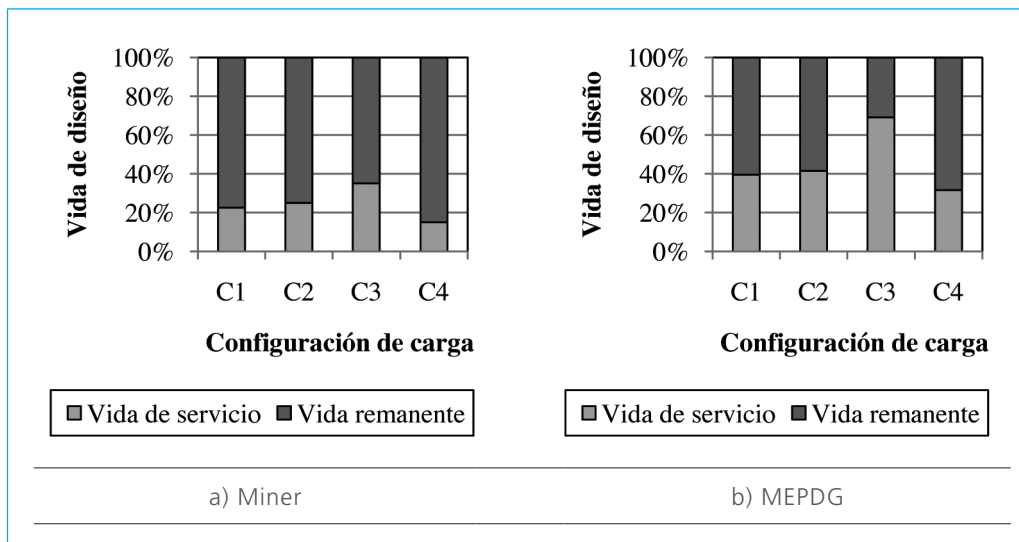 100%
80%
60%
40%
20%
0%
Vida de diseño
C1 C2 C3 C4
Configuración de carga
Vida de servicio Vida remanente
a) Miner
100%
80%
60%
40%
20%
0%
Vida de diseño
C1 C2 C3 C4
Configuración de carga
Vida de servicio Vida remanente
b) MEPDG